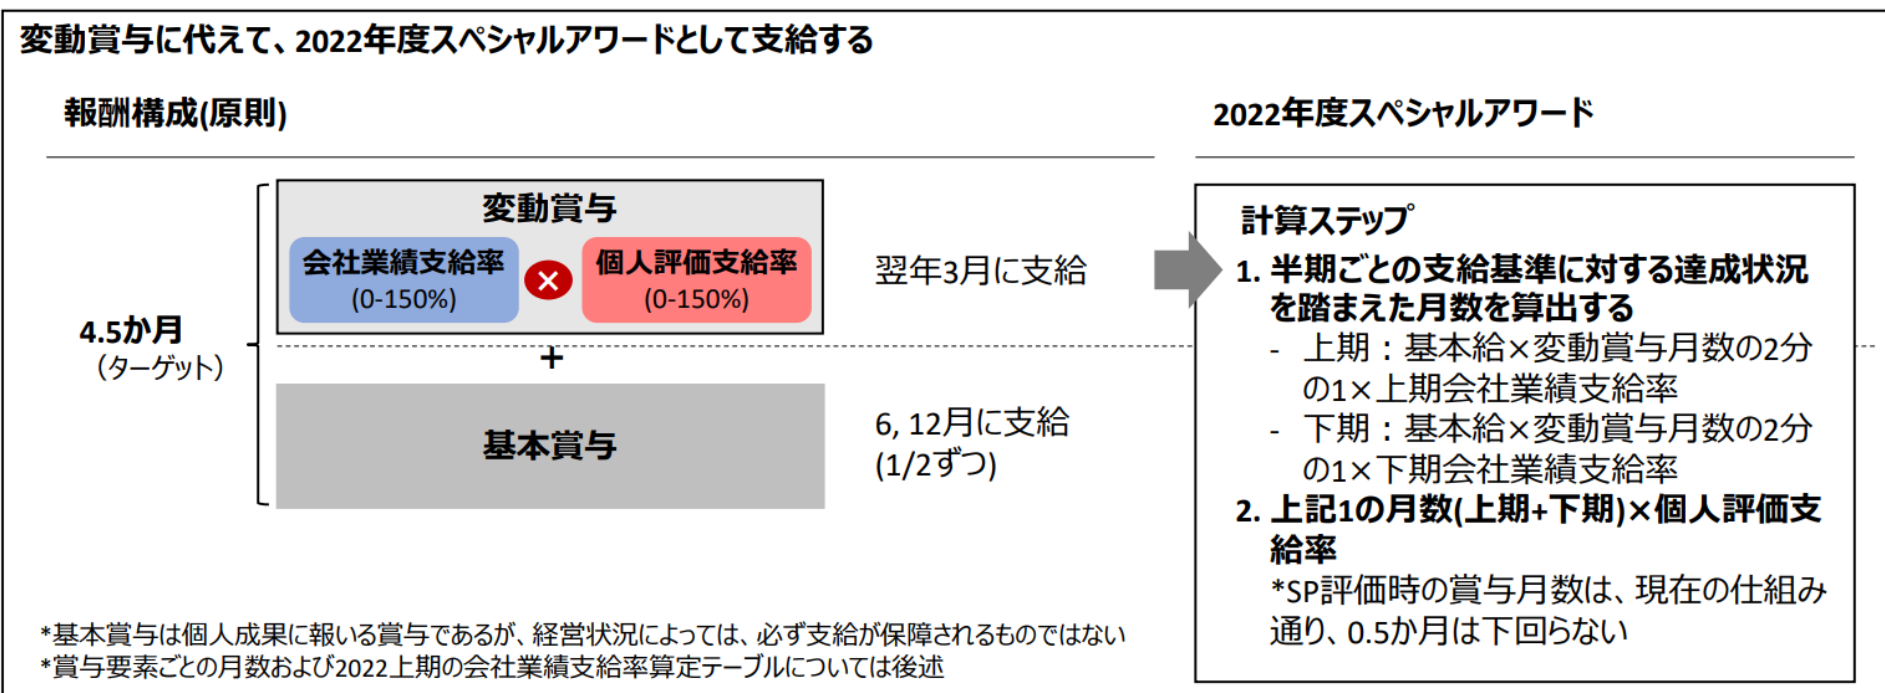 変動賞与に代えて、2022年度スペシャルアワードとして支給する
報酬構成(原則)
4.5か月
（ターゲット）
変動賞与
会社業績支給率
(0-150%)
×
個人評価支給率
(0-150%)
翌年3月に支給
+
基本賞与
6, 12月に支給
(1/2ずつ)
*基本賞与は個人成果に報いる賞与であるが、経営状況によっては、必ず支給が保障されるものではない
*賞与要素ごとの月数および2022上期の会社業績支給率算定テーブルについては後述
2022年度スペシャルアワード
計算ステップ
1. 半期ごとの支給基準に対する達成状況
を踏まえた月数を算出する
- 上期：基本給×変動賞与月数の2分
の1×上期会社業績支給率
- 下期：基本給×変動賞与月数の2分
の1×下期会社業績支給率
2. 上記1の月数(上期+下期)×個人評価支
給率
*SP評価時の賞与月数は、現在の仕組み
通り、0.5か月は下回らない